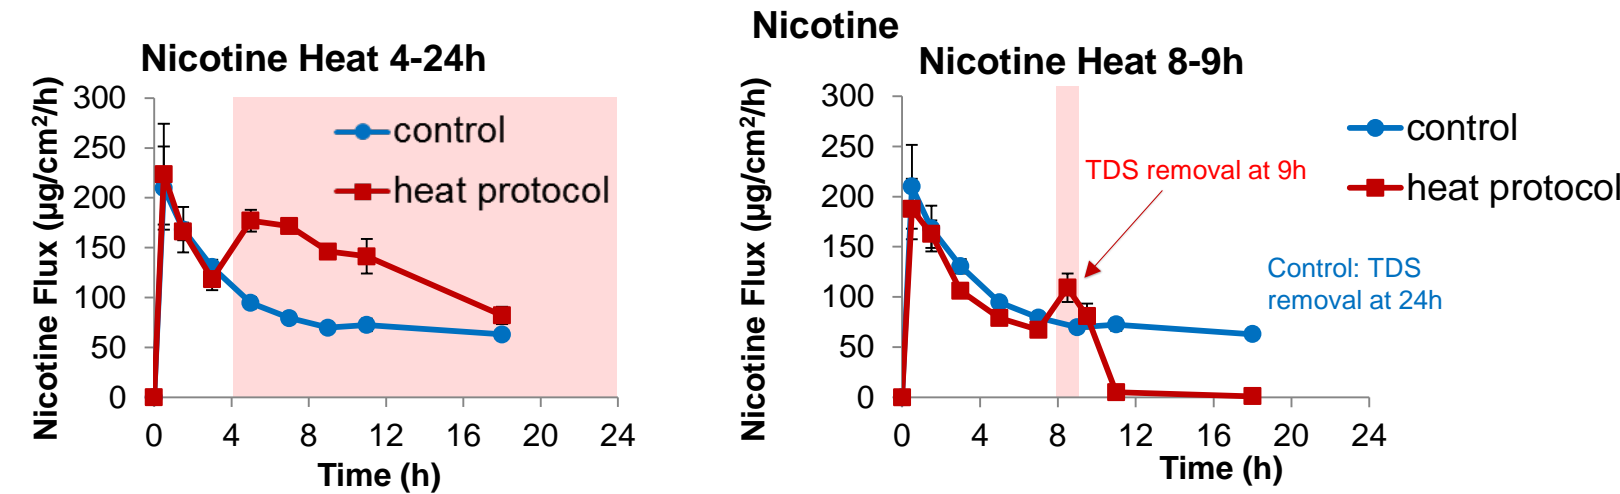 Nicotine
Nicotine Heat 4-24h
Nicotine Flux (µg/cm²/h)
300
250
200
150
100
50
0
control
heat protocol
0 4 8 12 16 20 24
Time (h)
Nicotine Heat 8-9h
Nicotine Flux (µg/cm²/h)
300
250
200
150
100
50
0
control
heat protocol
TDS removal at 9h
Control: TDS
removal at 24h
0 4 8 12 16 20 24
Time (h)